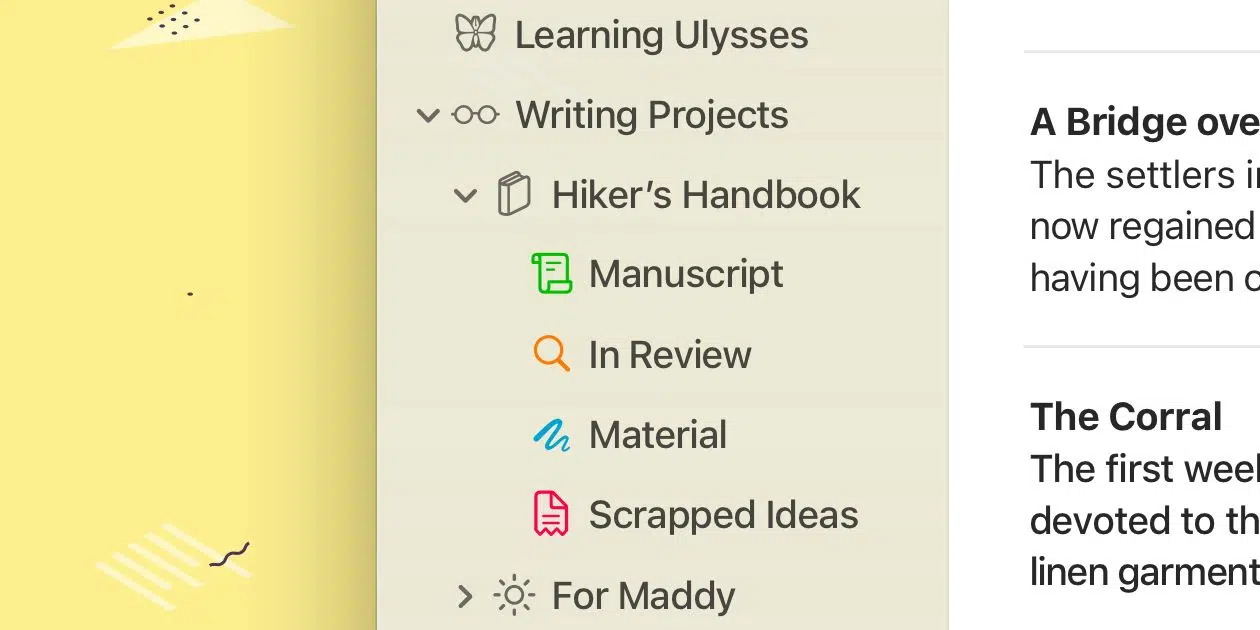 Learning Ulysses
Writing Projects
Hiker’s Handbook
Manuscript
In Review
Material
Scrapped Ideas
For Maddy
A Bridge ove
The settlers i
now regained
having been
The Corral
The first wee
devoted to th
linen garment